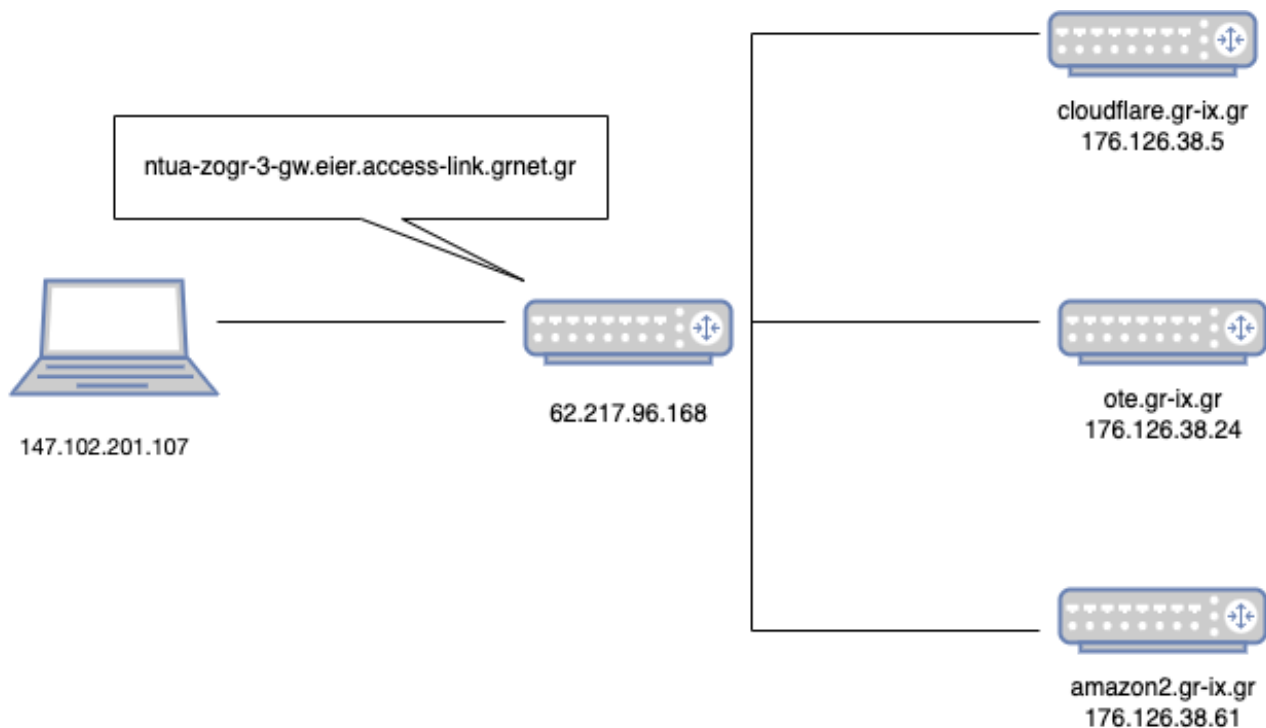 cloudflare.gr-ix.gr
176.126.38.5
ntua-zogr-3-gw.eier.access-link.grnet.gr
62.217.96.168
147.102.201.107
ote.gr-ix.gr
176.126.38.24
amazon2.gr-ix.gr
176.126.38.61